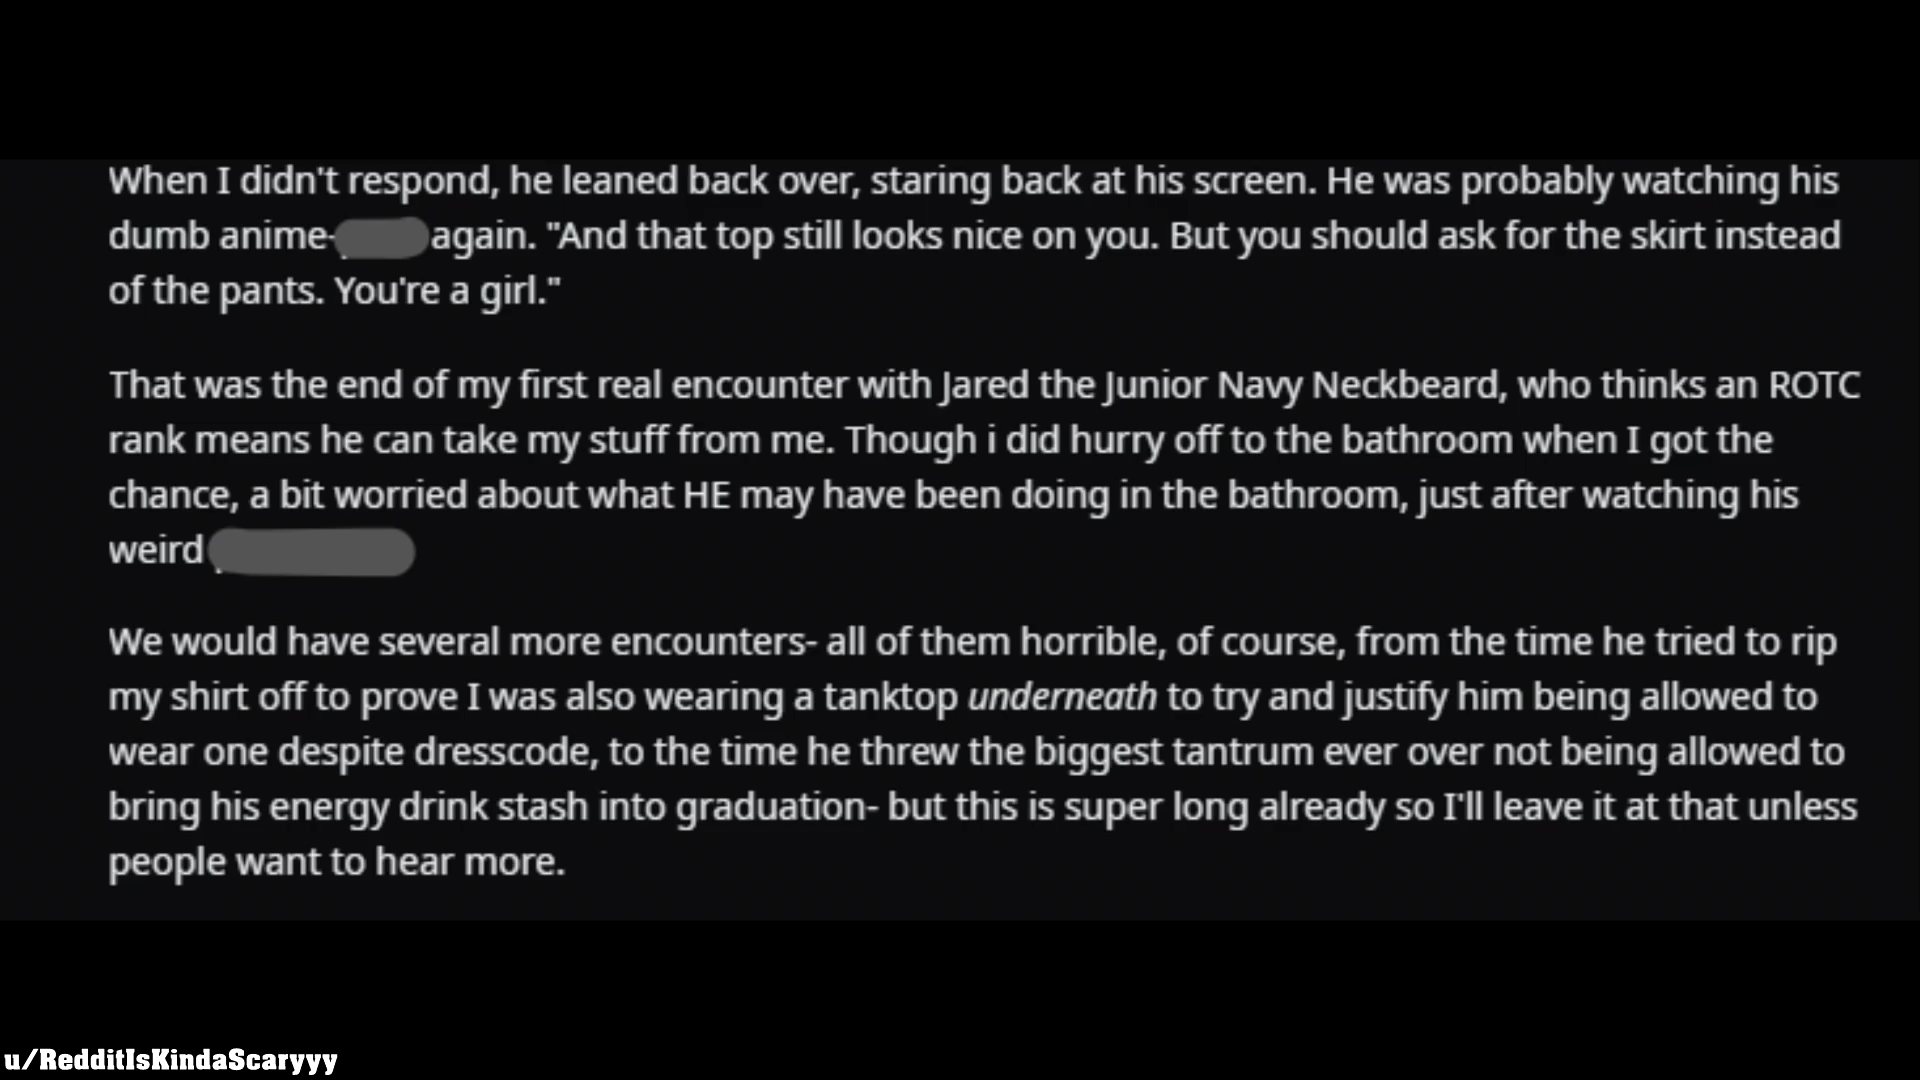 When I didn't respond, he leaned back over, staring back at his screen. He was probably watching his
dumb anime- again. "And that top still looks nice on you. But you should ask for the skirt instead
of the pants. You're a girl."
That was the end of my first real encounter with Jared the Junior Navy Neckbeard, who thinks an ROTC
rank means he can take my stuff from me. Though i did hurry off to the bathroom when I got the
chance, a bit worried about what HE may have been doing in the bathroom, just after watching his
weird
We would have several more encounters- all of them horrible, of course, from the time he tried to rip
my shirt off to prove I was also wearing a tanktop underneath to try and justify him being allowed to
wear one despite dresscode, to the time he threw the biggest tantrum ever over not being allowed to
bring his energy drink stash into graduation- but this is super long already so I'll leave it at that unless
people want to hear more.
u/RedditIsKindaScaryyy